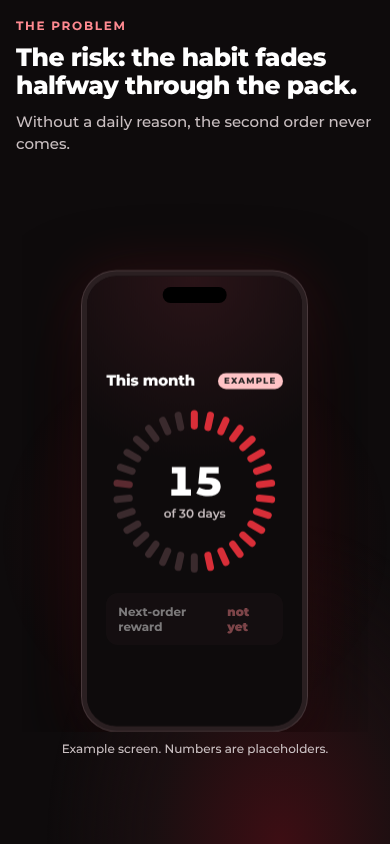 THE PROBLEM
The risk: the habit fades
halfway through the pack.
Without a daily reason, the second order never
comes.
This month
EXAMPLE
15
of 30 days
Next-order
reward
not
yet
Example screen. Numbers are placeholders.